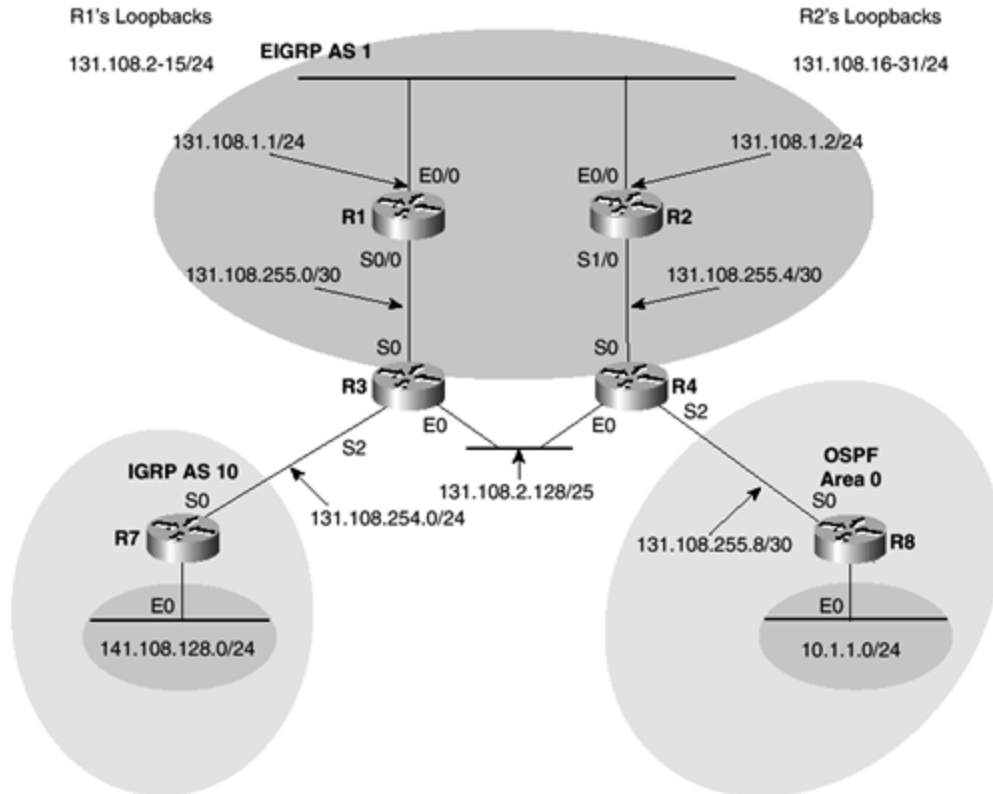 R1's Loopbacks
R2's Loopbacks
131.108.2-15/24
EIGRP AS 1
131.108.16-31/24
131.108.1.1/24
131.108.1.2/24
E0/0
E0/0
R1
R2
S0/0
S1/0
131.108.255.0/30
131.108.255.4/30
S0
S0
R3
R4
E0
E0
S2
S2
IGRP AS 10
OSPF
Area 0
131.108.2.128/25
S0
S0
131.108.254.0/24
R7
131.108.255.8/30
R8
E0
E0
141.108.128.0/24
10.1.1.0/24